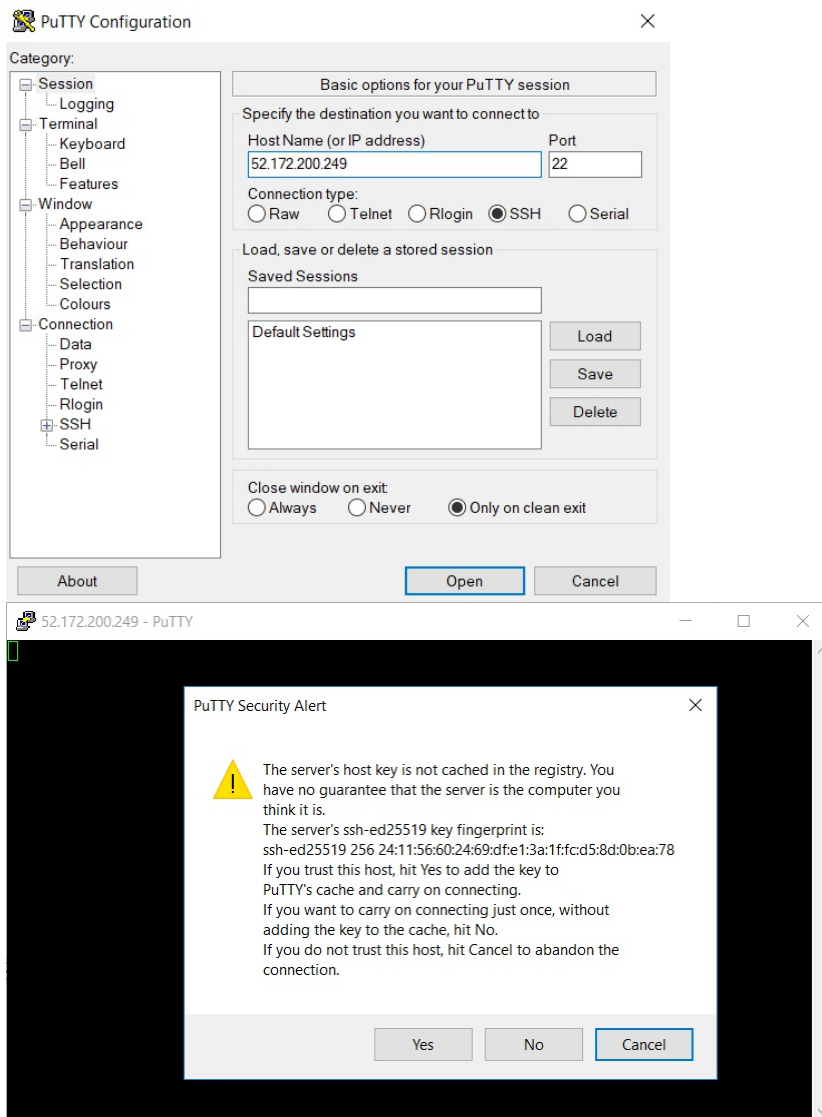 PuTTY Configuration
Category:
Session
Logging
Terminal
Keyboard
Bell
Features
Window
Appearance
Behaviour
Translation
Selection
Colours
Connection
Data
Proxy
Telnet
Rlogin
SSH
Serial
Basic options for your PuTTY session
Specify the destination you want to connect to
Host Name (or IP address) Port
52.172.200.249 22
Connection type:
Raw Telnet Rlogin SSH Serial
Load, save or delete a stored session
Saved Sessions
Default Settings
Load
Save
Delete
Close window on exit:
Always Never Only on clean exit
About Open Cancel
52.172.200.249 - PuTTY
PuTTY Security Alert
The server's host key is not cached in the registry. You
have no guarantee that the server is the computer you
think it is.
The server's ssh-ed25519 key fingerprint is:
ssh-ed25519 256 24:11:56:60:24:69:df:e1:3a:1f:fc:d5:8d:0b:ea:78
If you trust this host, hit Yes to add the key to
PuTTY's cache and carry on connecting.
If you want to carry on connecting just once, without
adding the key to the cache, hit No.
If you do not trust this host, hit Cancel to abandon the
connection.
Yes No Cancel